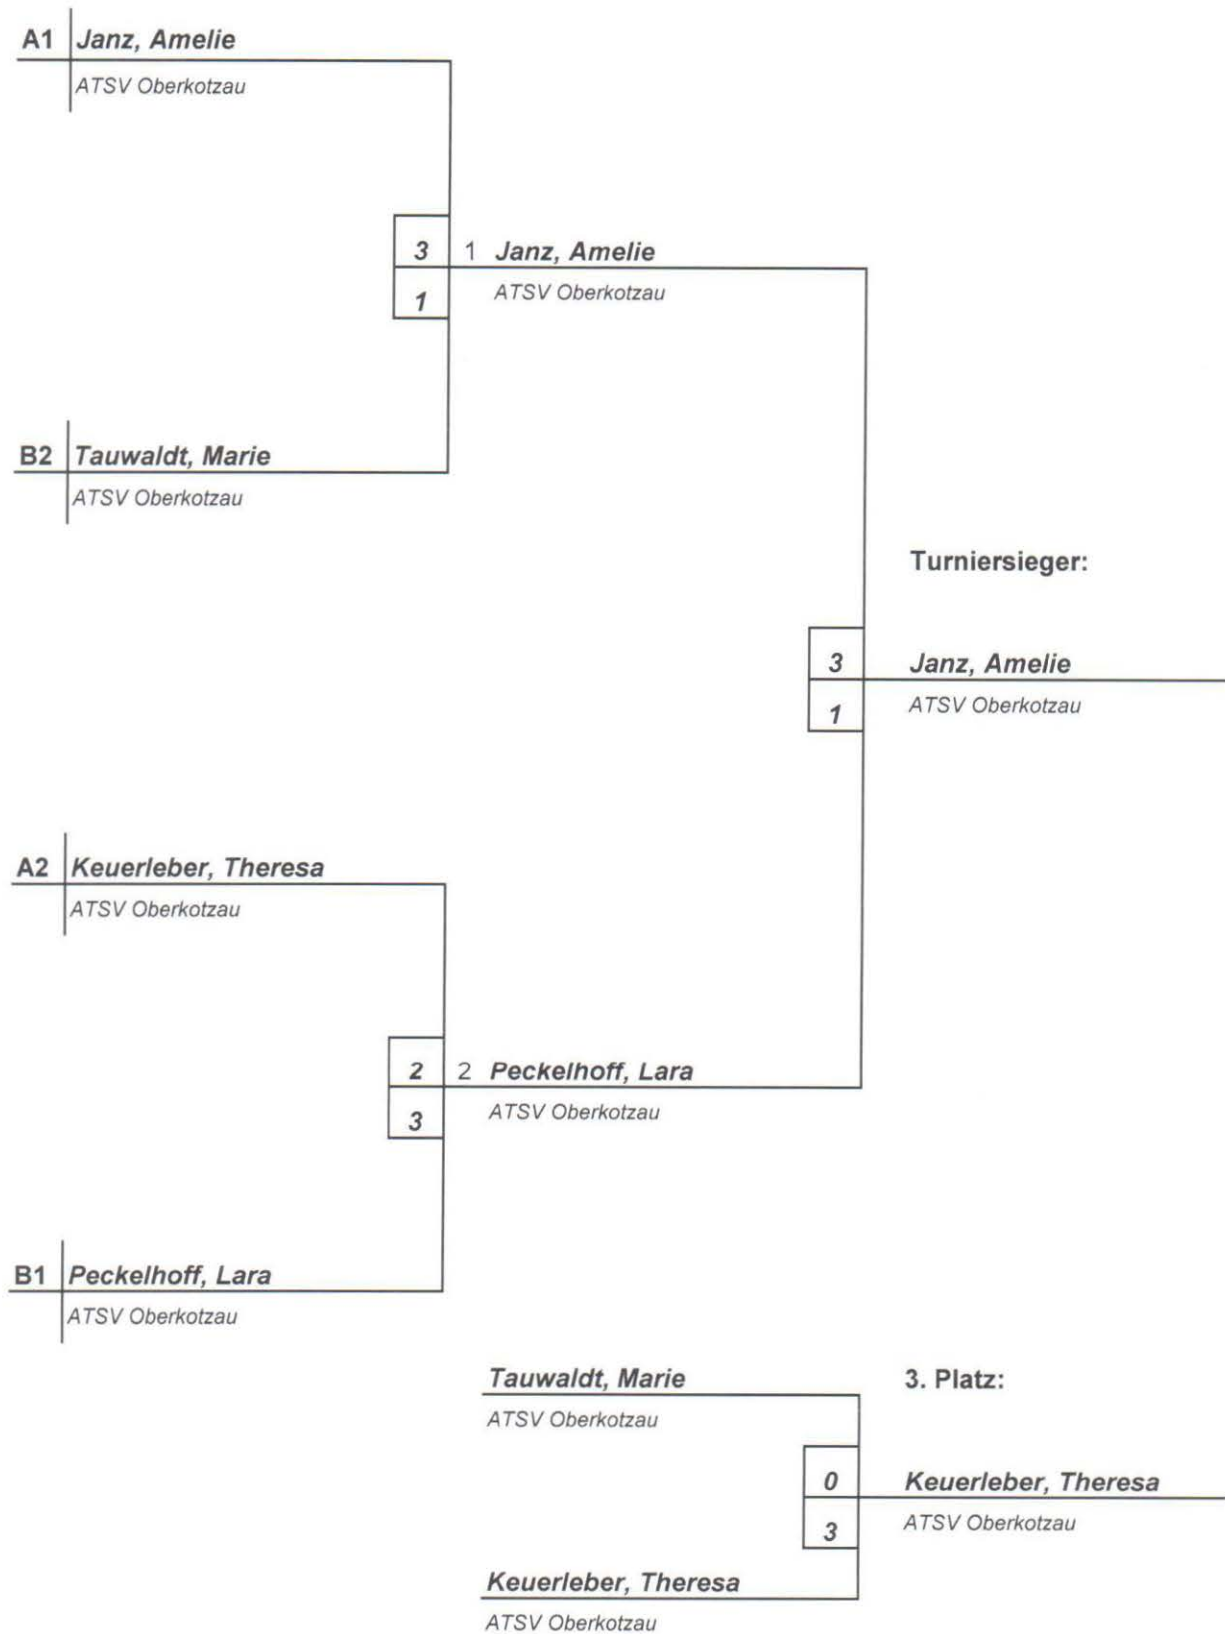 A1 Janz, Amelie
ATSV Oberkotzau
3 1 Janz, Amelie
1 ATSV Oberkotzau
B2 Tauwaldt, Marie
ATSV Oberkotzau
Turniersieger:
3 Janz, Amelie
1 ATSV Oberkotzau
A2 Keuerleber, Theresa
ATSV Oberkotzau
2 2 Peckelhoff, Lara
3 ATSV Oberkotzau
B1 Peckelhoff, Lara
ATSV Oberkotzau
Tauwaldt, Marie 3. Platz:
ATSV Oberkotzau
0 Keuerleber, Theresa
3 ATSV Oberkotzau
Keuerleber, Theresa
ATSV Oberkotzau